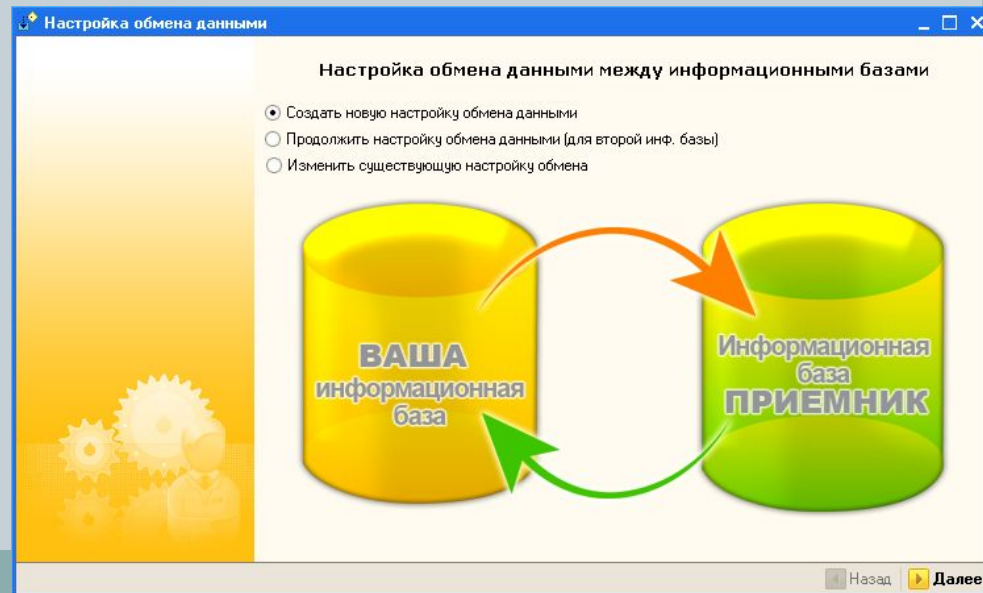 Настройка обмена данными
Настройка обмена данными между информационными базами
Создать новую настройку обмена данными
Продолжить настройку обмена данными (для второй инф. базы)
Изменить существующую настройку обмена
ВАША
информационная
база
Информационная
база
ПРИЕМНИК
Назад Далее